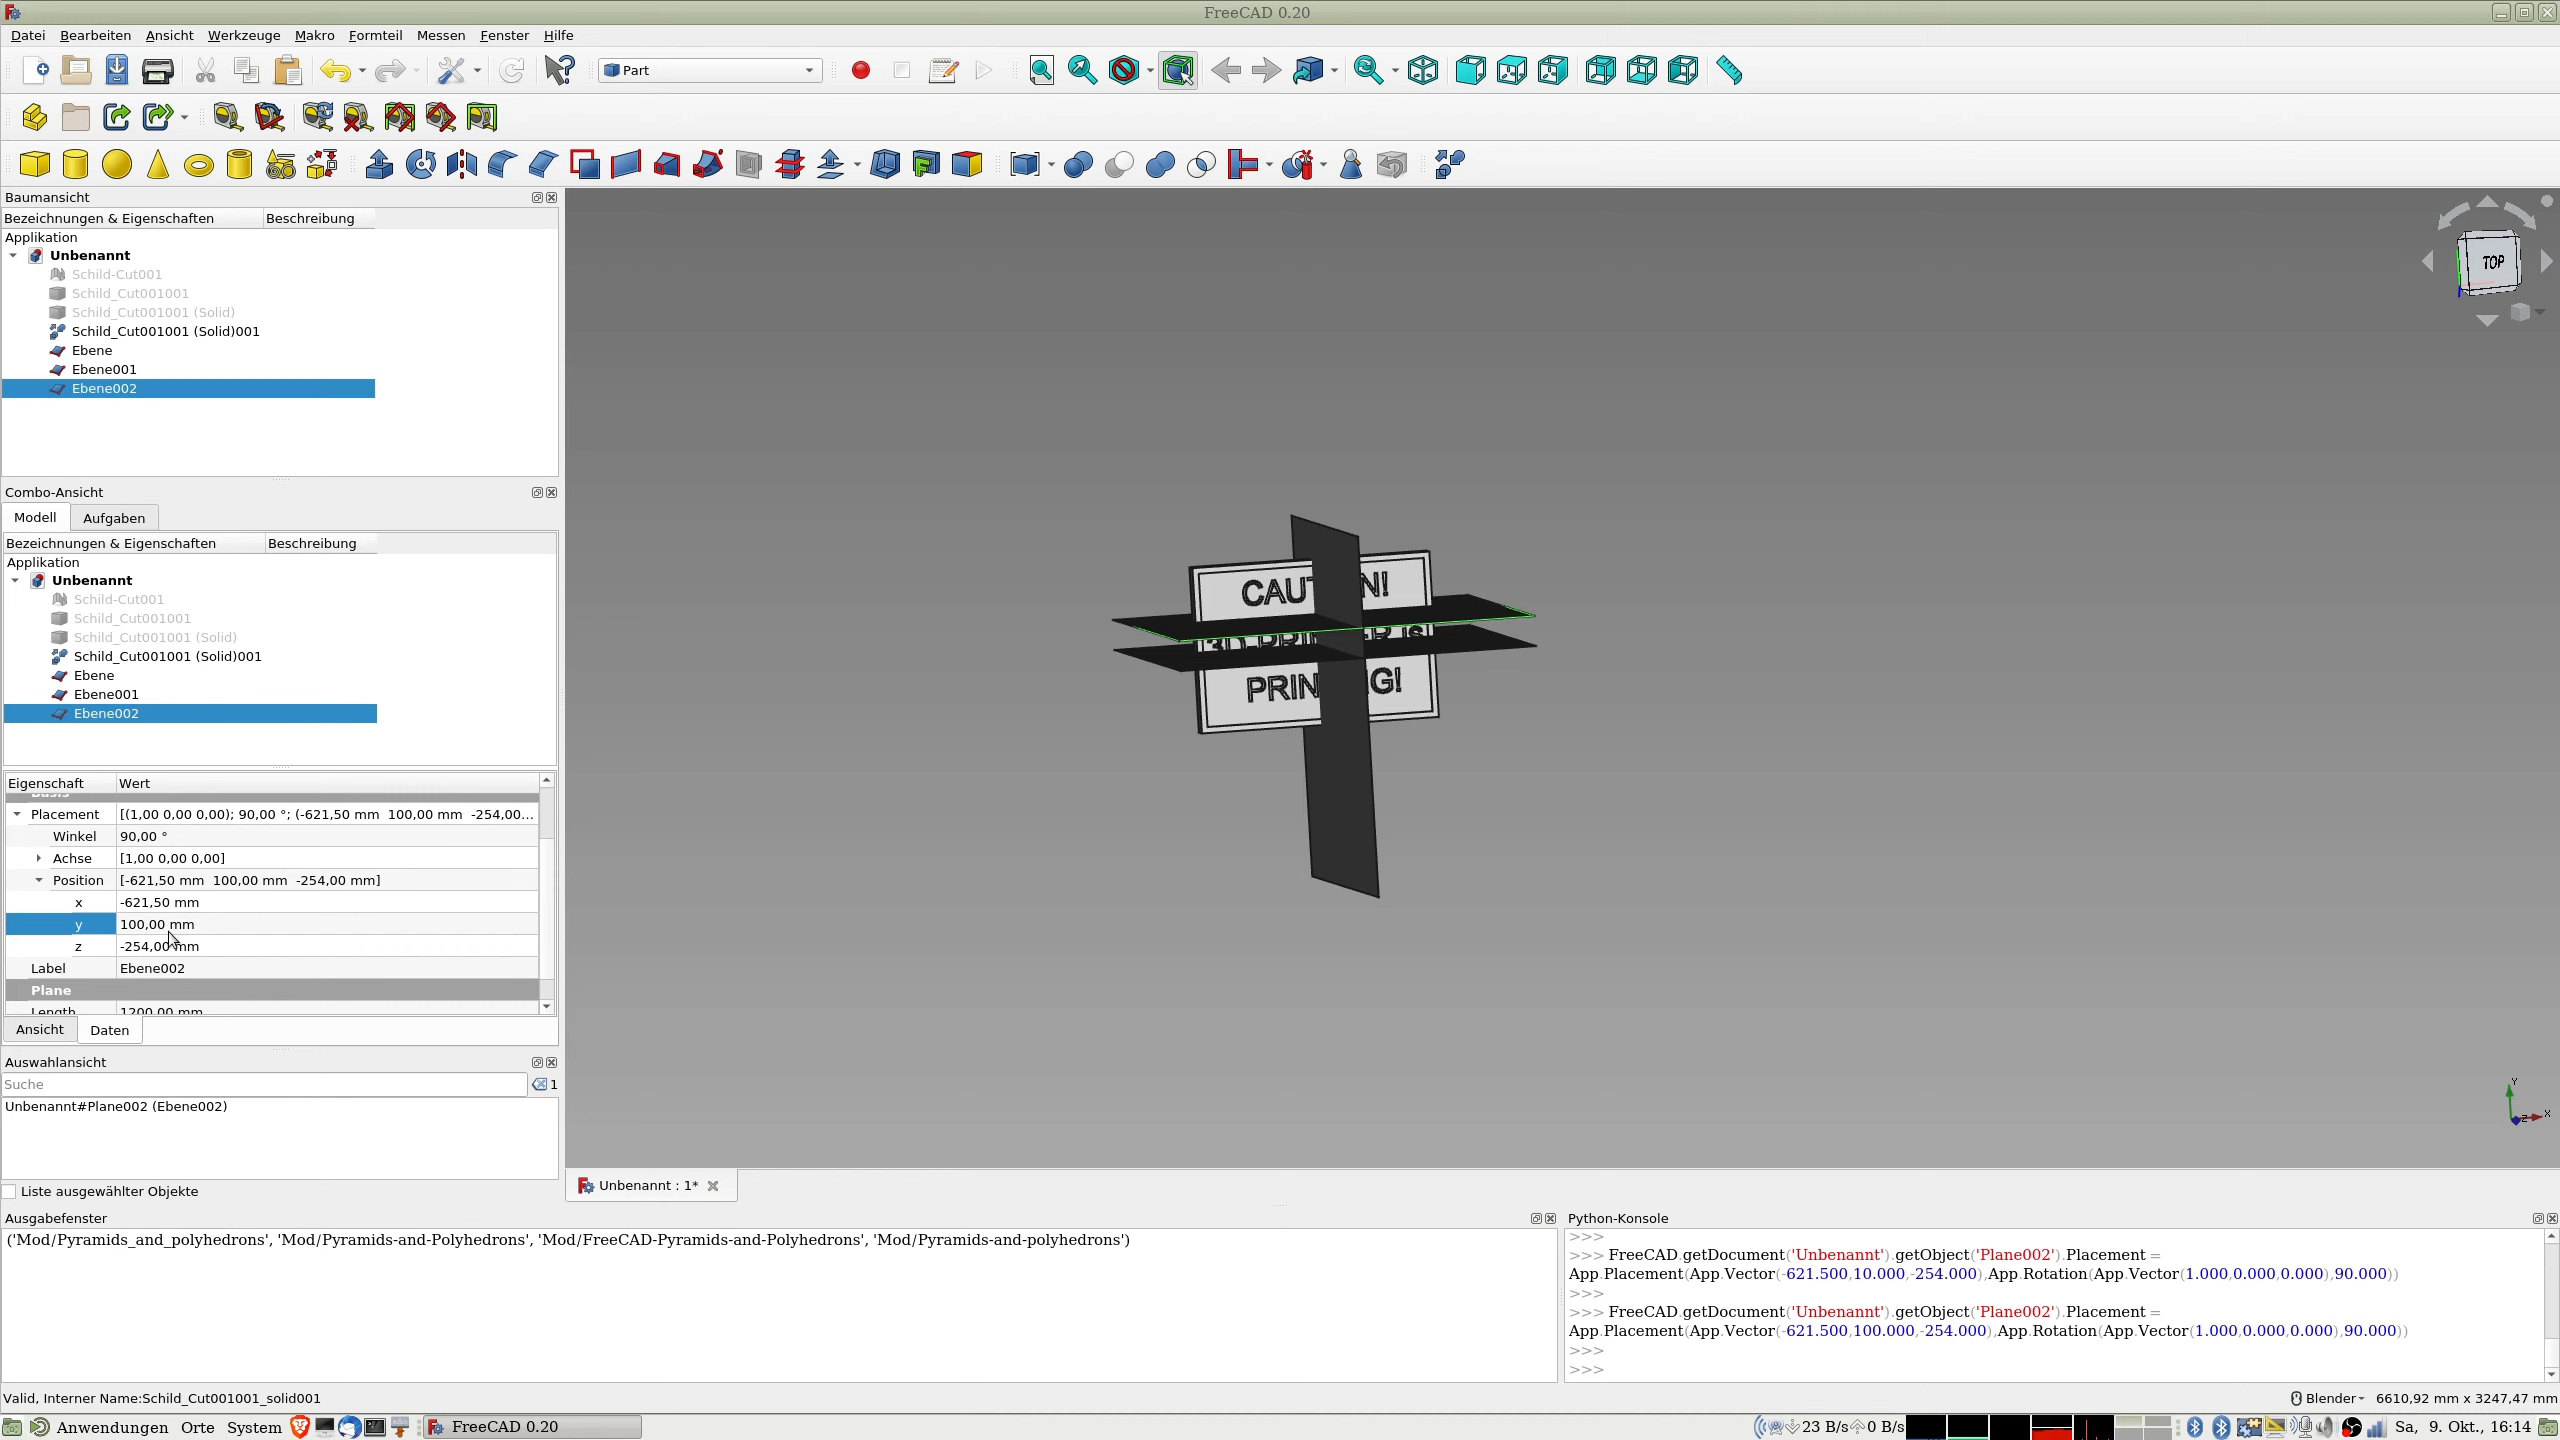 FreeCAD 0.20
Datei Bearbeiten Ansicht Werkzeuge Makro Formteil Messen Fenster Hilfe
Part
Baumansicht
Bezeichnungen & Eigenschaften Beschreibung
Applikation
Unbenannt
Schild-Cut001
Schild_Cut001001
Schild_Cut001001 (Solid)
Schild_Cut001001 (Solid)001
Ebene
Ebene001
Ebene002
Combo-Ansicht
Modell Aufgaben
Bezeichnungen & Eigenschaften Beschreibung
Applikation
Unbenannt
Schild-Cut001
Schild_Cut001001
Schild_Cut001001 (Solid)
Schild_Cut001001 (Solid)001
Ebene
Ebene001
Ebene002
Eigenschaft Wert
Basis
Placement [(1,00 0,00 0,00); 90,00 °; (-621,50 mm 100,00 mm -254,00...
Winkel 90,00 °
Achse [1,00 0,00 0,00]
Position [-621,50 mm 100,00 mm -254,00 mm]
x -621,50 mm
y 100,00 mm
z -254,00 mm
Label Ebene002
Plane
Length 1200,00 mm
Ansicht Daten
Auswahlansicht
Suche 1
Unbenannt#Plane002 (Ebene002)
Liste ausgewählter Objekte
TOP
CAUT N!
3D-PRIN ER is
PRIN G!
Y
Z X
Unbenannt : 1*
Ausgabefenster
('Mod/Pyramids_and_polyhedrons', 'Mod/Pyramids-and-Polyhedrons', 'Mod/FreeCAD-Pyramids-and-Polyhedrons', 'Mod/Pyramids-and-polyhedrons')
Python-Konsole
>>>
>>> FreeCAD.getDocument('Unbenannt').getObject('Plane002').Placement =
App.Placement(App.Vector(-621.500,10.000,-254.000),App.Rotation(App.Vector(1.000,0.000,0.000),90.000))
>>>
>>> FreeCAD.getDocument('Unbenannt').getObject('Plane002').Placement =
App.Placement(App.Vector(-621.500,100.000,-254.000),App.Rotation(App.Vector(1.000,0.000,0.000),90.000))
>>>
>>>
Valid, Interner Name:Schild_Cut001001_solid001
Blender 6610,92 mm x 3247,47 mm
Anwendungen Orte System FreeCAD 0.20 23 B/s 0 B/s Sa, 9. Okt., 16:14